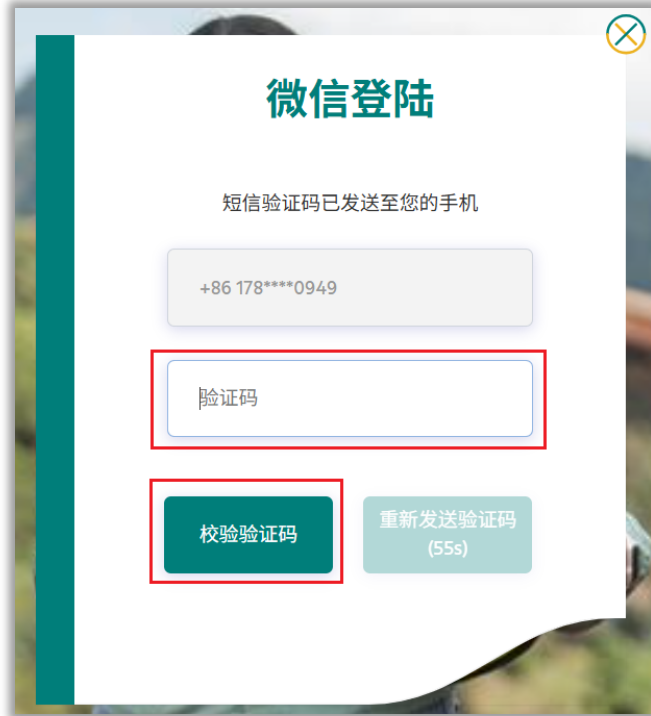 微信登陆
短信验证码已发送至您的手机
+86 178****0949
验证码
校验验证码
重新发送验证码
(55s)